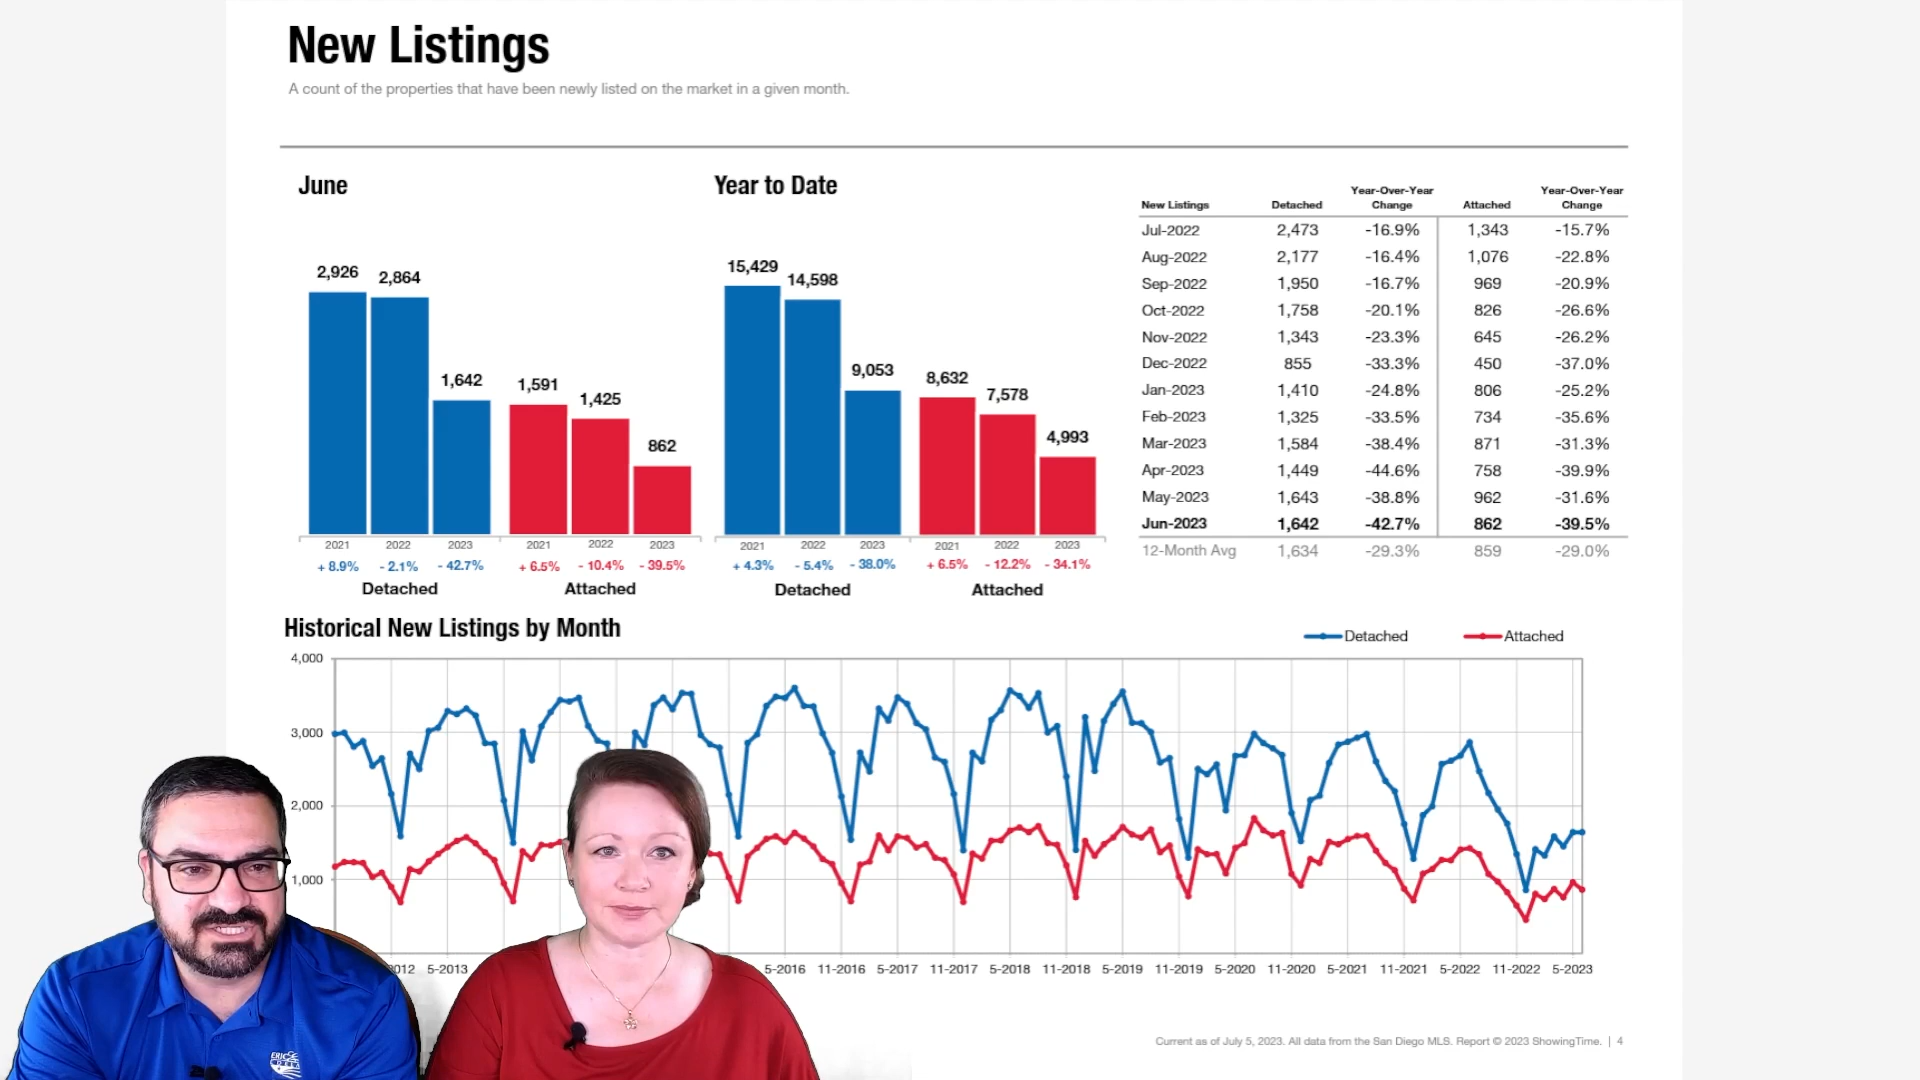 New Listings
A count of the properties that have been newly listed on the market in a given month.
June
2,926
2,864
1,642
1,591
1,425
862
2021 2022 2023 2021 2022 2023
+ 8.9% - 2.1% - 42.7% + 6.5% - 10.4% - 39.5%
Detached Attached
Year to Date
15,429
14,598
9,053
8,632
7,578
4,993
2021 2022 2023 2021 2022 2023
+ 4.3% - 5.4% - 38.0% + 6.5% - 12.2% - 34.1%
Detached Attached
New Listings Detached Year-Over-Year Change Attached Year-Over-Year Change
Jul-2022 2,473 -16.9% 1,343 -15.7%
Aug-2022 2,177 -16.4% 1,076 -22.8%
Sep-2022 1,950 -16.7% 969 -20.9%
Oct-2022 1,758 -20.1% 826 -26.6%
Nov-2022 1,343 -23.3% 645 -26.2%
Dec-2022 855 -33.3% 450 -37.0%
Jan-2023 1,410 -24.8% 806 -25.2%
Feb-2023 1,325 -33.5% 734 -35.6%
Mar-2023 1,584 -38.4% 871 -31.3%
Apr-2023 1,449 -44.6% 758 -39.9%
May-2023 1,643 -38.8% 962 -31.6%
Jun-2023 1,642 -42.7% 862 -39.5%
12-Month Avg 1,634 -29.3% 859 -29.0%
Historical New Listings by Month
Detached Attached
4,000
3,000
2,000
1,000
2012 5-2013 5-2016 11-2016 5-2017 11-2017 5-2018 11-2018 5-2019 11-2019 5-2020 11-2020 5-2021 11-2021 5-2022 11-2022 5-2023
ERIC
Current as of July 5, 2023. All data from the San Diego MLS. Report © 2023 ShowingTime. | 4